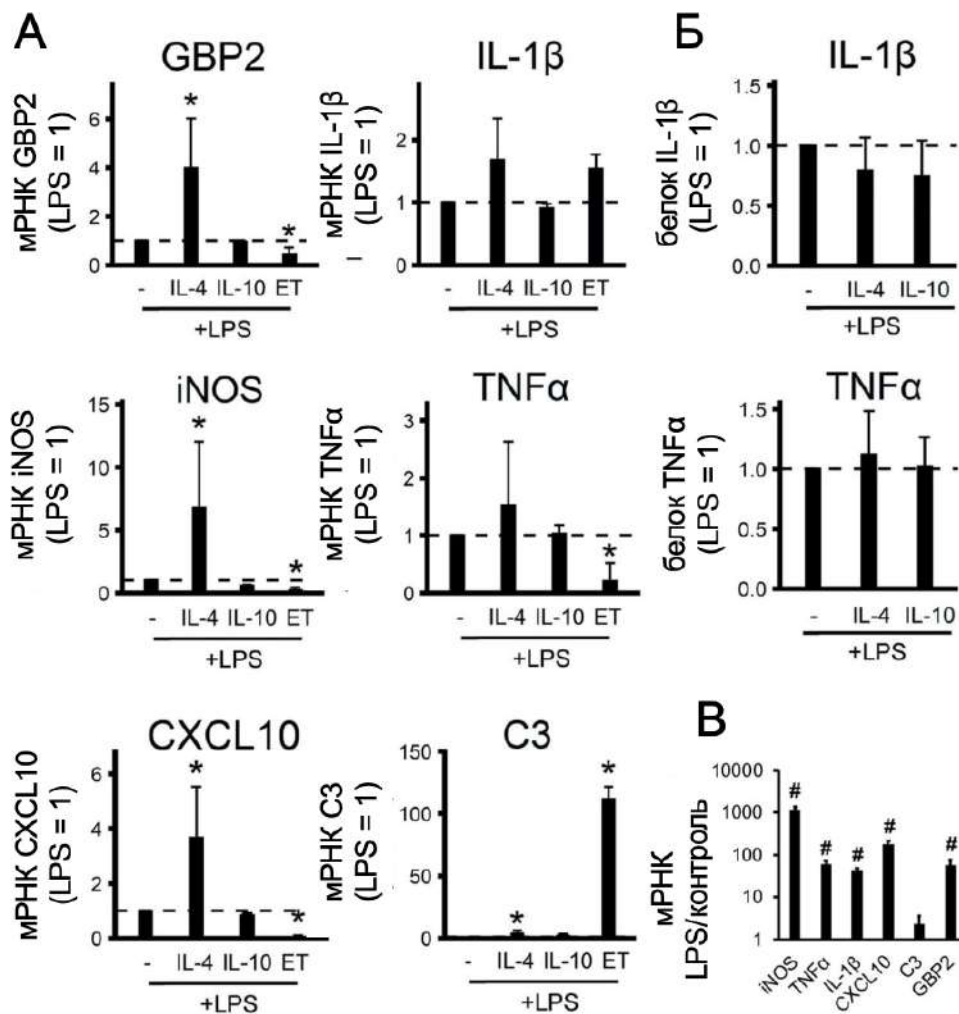 А
GBP2
мРНК GBP2
(LPS = 1)
6
4
2
0
*
*
- IL-4 IL-10 ET
+LPS
IL-1β
мРНК IL-1β
(LPS = 1)
2
1
0
- IL-4 IL-10 ET
+LPS
Б
IL-1β
белок IL-1β
(LPS = 1)
1.5
1.0
0.5
0.0
- IL-4 IL-10
+LPS
iNOS
мРНК iNOS
(LPS = 1)
15
10
5
0
*
*
- IL-4 IL-10 ET
+LPS
TNFα
мРНК TNFα
(LPS = 1)
3
2
1
0
*
- IL-4 IL-10 ET
+LPS
TNFα
белок TNFα
(LPS = 1)
1.5
1.0
0.5
0.0
- IL-4 IL-10
+LPS
CXCL10
мРНК CXCL10
(LPS = 1)
6
4
2
0
*
*
- IL-4 IL-10 ET
+LPS
C3
мРНК C3
(LPS = 1)
150
100
50
0
*
*
- IL-4 IL-10 ET
+LPS
В
мРНК
LPS/контроль
10000
1000
100
10
1
# # # # #
iNOS
TNFα
IL-1β
CXCL10
C3
GBP2